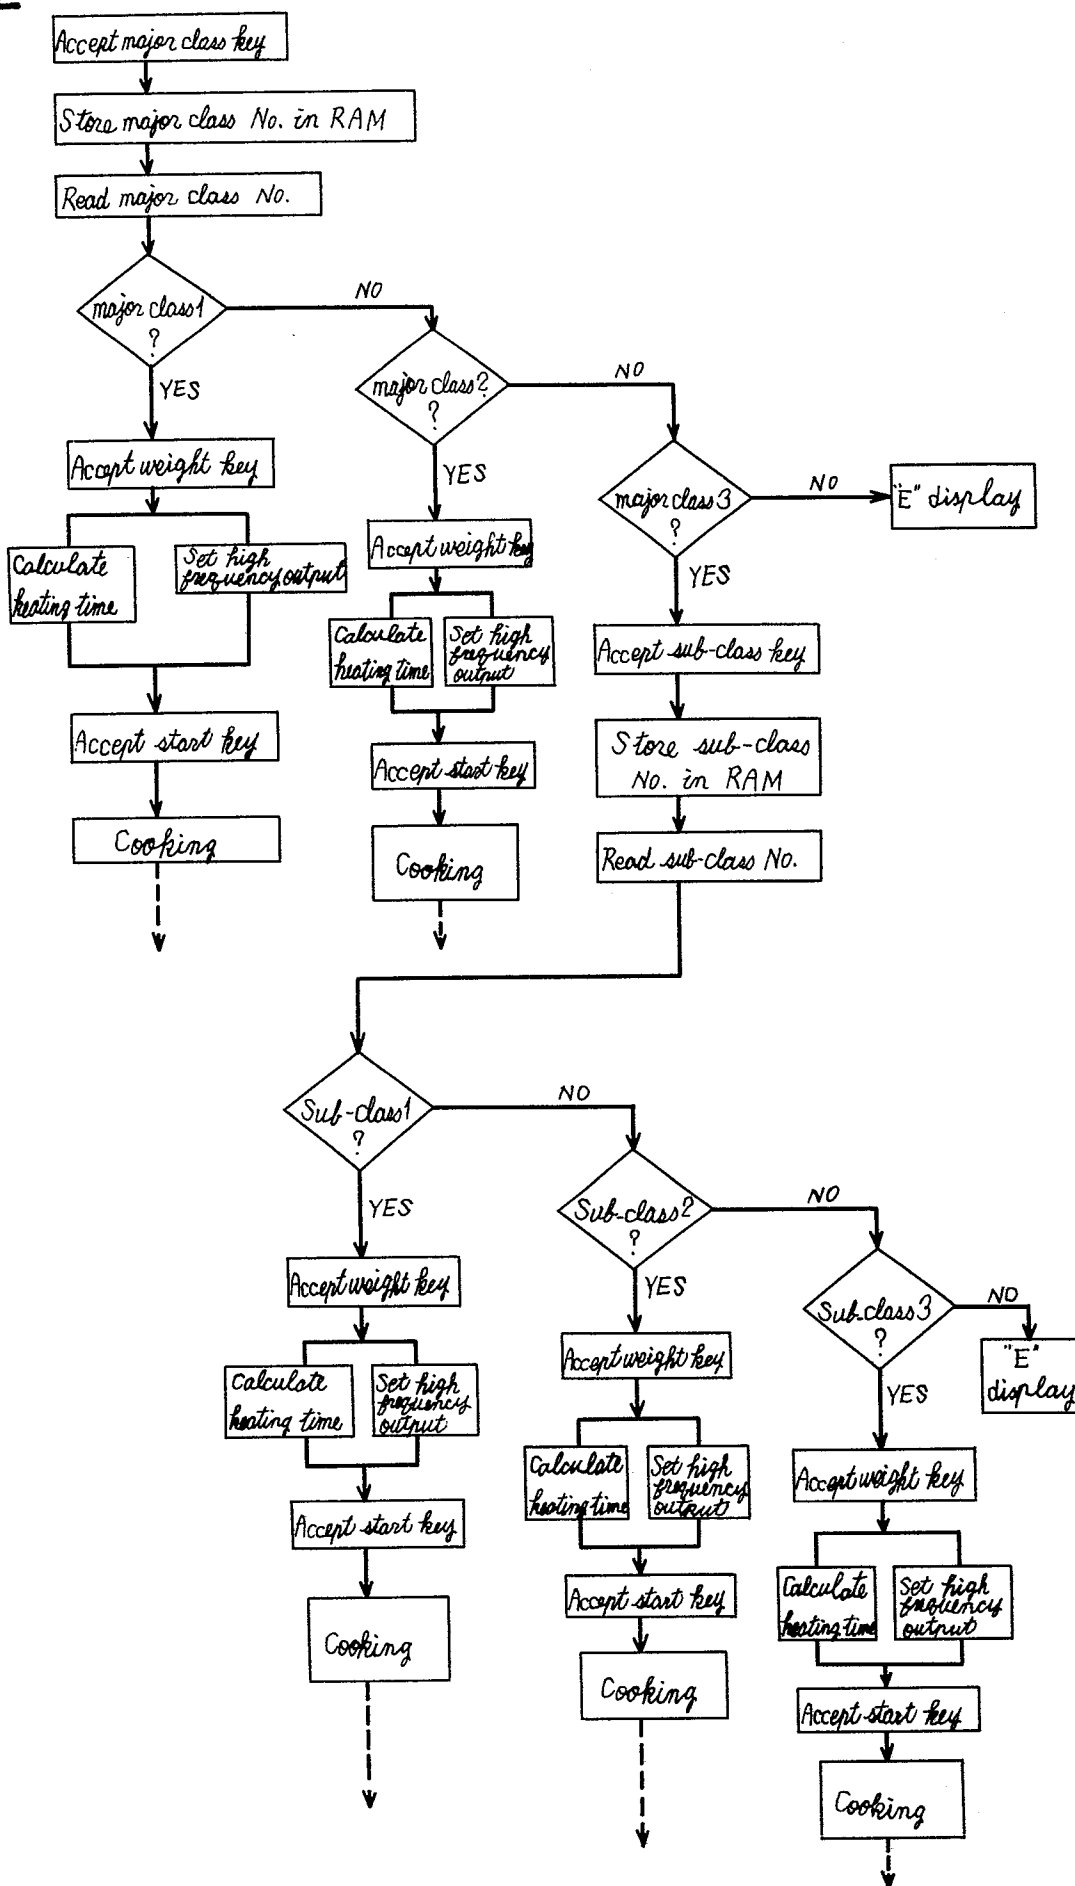 Accept major class key
Store major class No. in RAM
Read major class No.
major class1
?
NO
YES
major class2
?
NO
YES
major class3
?
NO
"E" display
YES
Accept weight key
Calculate
heating time
Set high
frequency output
Accept start key
Cooking
Accept weight key
Calculate
heating time
Set high
frequency
output
Accept start key
Cooking
Accept sub-class key
Store sub-class
No. in RAM
Read sub-class No.
Sub-class1
?
NO
YES
Sub-class2
?
NO
YES
Sub-class3
?
NO
"E"
display
YES
Accept weight key
Calculate
heating time
Set high
frequency
output
Accept start key
Cooking
Accept weight key
Calculate
heating time
Set high
frequency
output
Accept start key
Cooking
Accept weight key
Calculate
heating time
Set high
frequency
output
Accept start key
Cooking